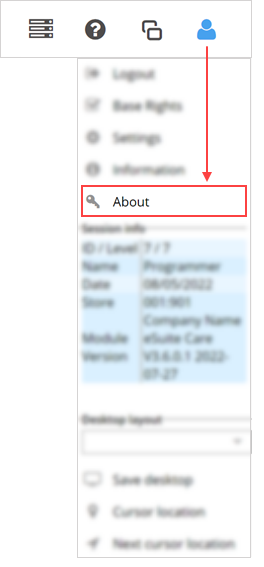 Logout
Base Rights
Settings
Information
About
Session info
ID / Level 7 / 7
Name Programmer
Date 08/05/2022
Store 001:901
Company Name
Module eSuite Care
Version V3.6.0.1 2022-
07-27
Desktop layout
Save desktop
Cursor location
Next cursor location